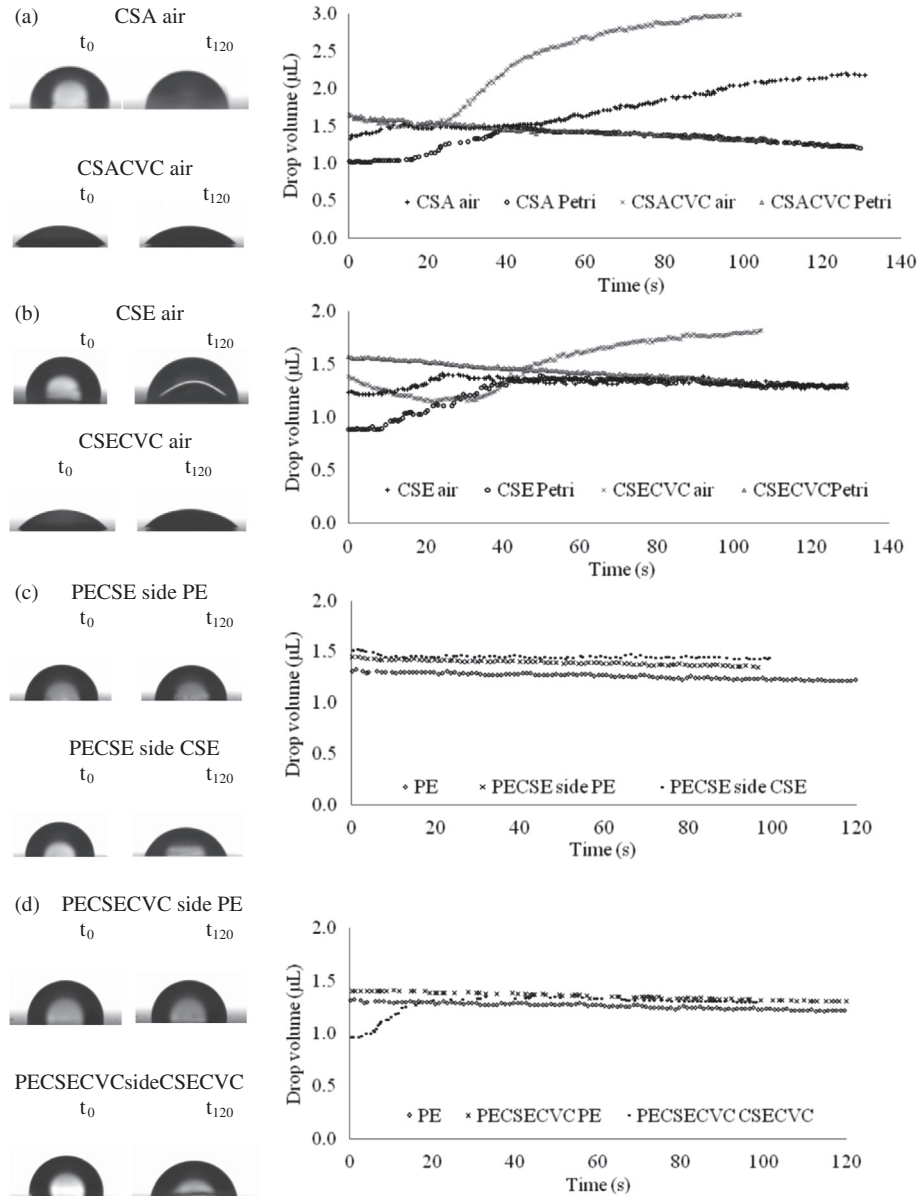 (a) CSA air
t0 t120
CSACVC air
t0 t120
3.0
2.5
2.0
1.5
1.0
0.5
0.0
Drop volume (µL)
CSA air CSA Petri CSACVC air CSACVC Petri
0 20 40 60 80 100 120 140
Time (s)
(b) CSE air
t0 t120
CSECVC air
t0 t120
2.0
1.5
1.0
0.5
0.0
Drop volume (µL)
CSE air CSE Petri CSECVC air CSECVCPetri
0 20 40 60 80 100 120 140
Time (s)
(c) PECSE side PE
t0 t120
PECSE side CSE
t0 t120
2.0
1.5
1.0
0.5
0.0
Drop volume (µL)
PE PECSE side PE PECSE side CSE
0 20 40 60 80 100 120
Time (s)
(d) PECSECVC side PE
t0 t120
PECSECVCsideCSECVC
t0 t120
2.0
1.5
1.0
0.5
0.0
Drop volume (µL)
PE PECSECVC PE PECSECVC CSECVC
0 20 40 60 80 100 120
Time (s)